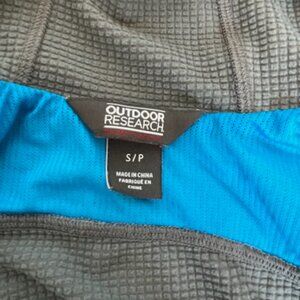 OUTDOOR
RESEARCH
S/P
MADE IN CHINA
FABRIQUÉ EN
CHINE